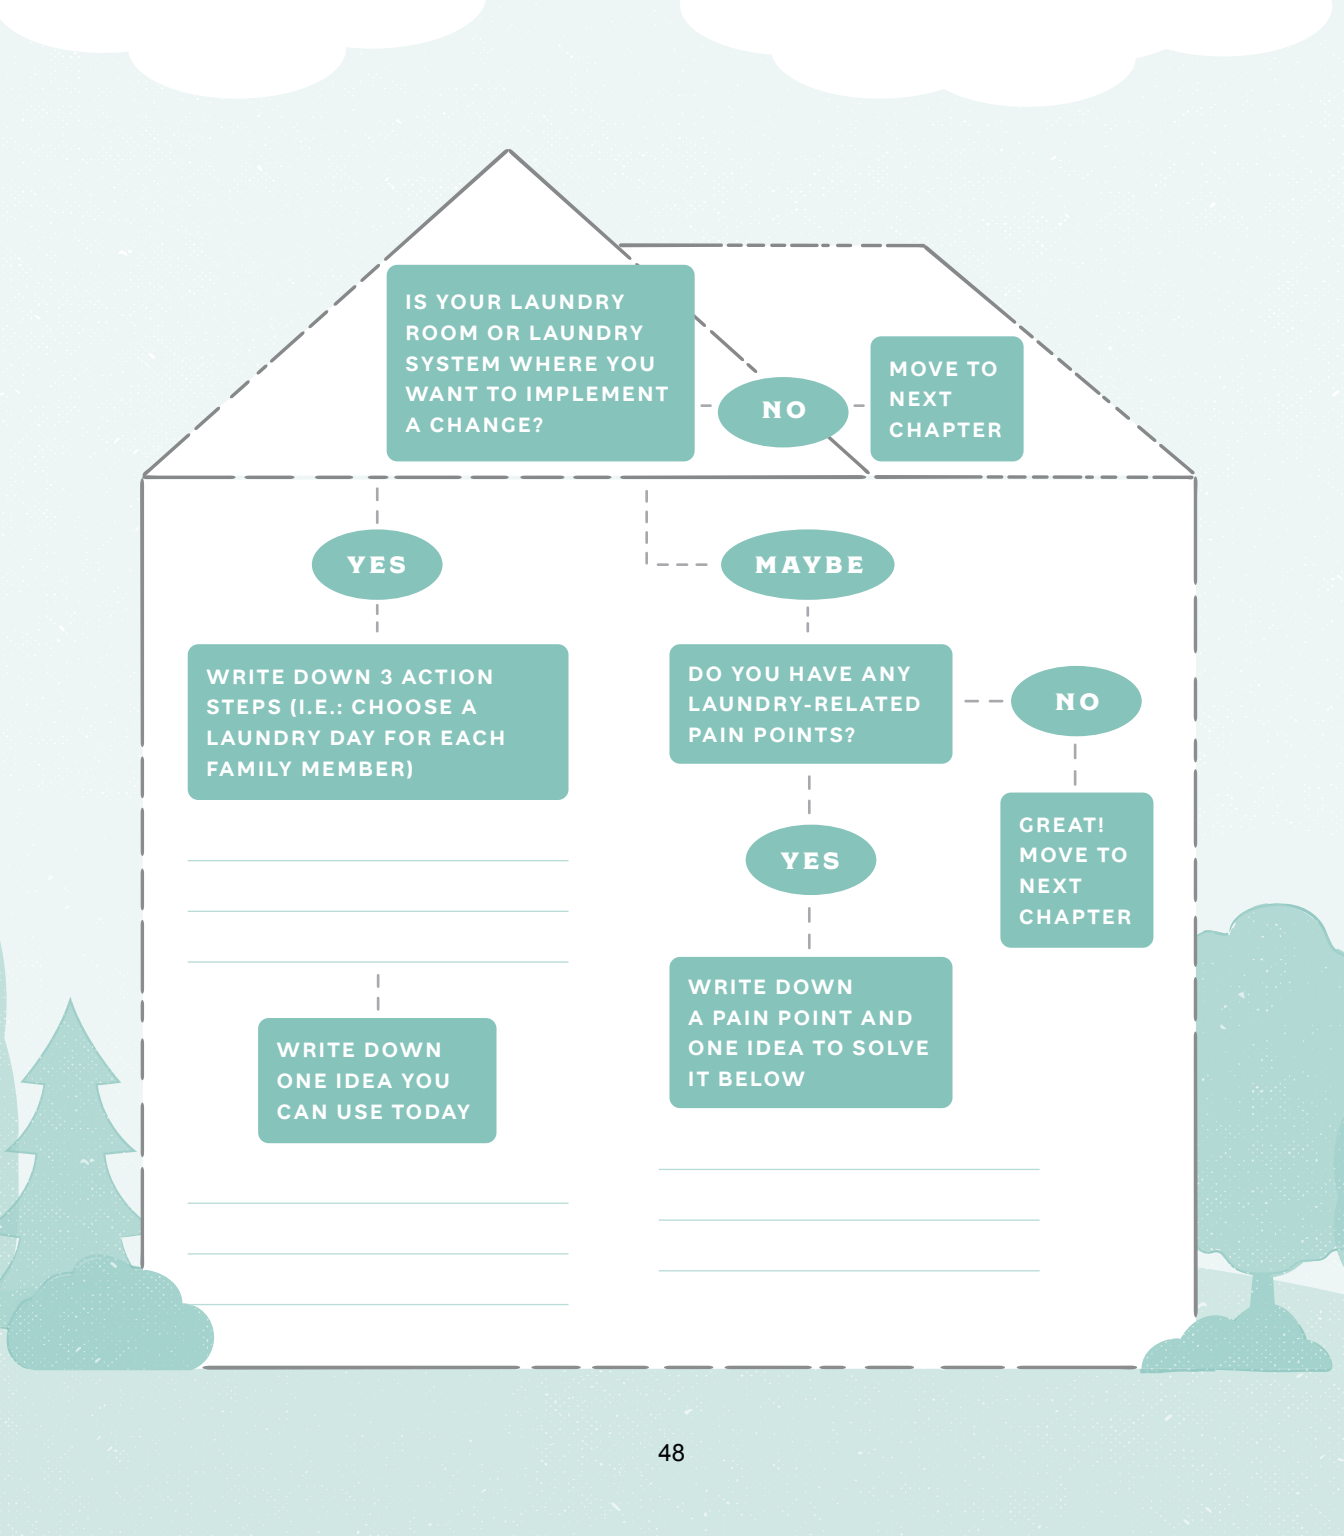 IS YOUR LAUNDRY
ROOM OR LAUNDRY
SYSTEM WHERE YOU
WANT TO IMPLEMENT
A CHANGE?
NO
MOVE TO
NEXT
CHAPTER
YES
MAYBE
WRITE DOWN 3 ACTION
STEPS (I.E.: CHOOSE A
LAUNDRY DAY FOR EACH
FAMILY MEMBER)
DO YOU HAVE ANY
LAUNDRY-RELATED
PAIN POINTS?
NO
GREAT!
MOVE TO
NEXT
CHAPTER
YES
WRITE DOWN
A PAIN POINT AND
ONE IDEA TO SOLVE
IT BELOW
WRITE DOWN
ONE IDEA YOU
CAN USE TODAY
48